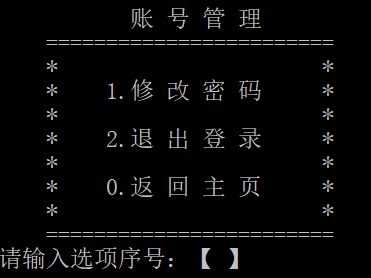 账 号 管 理
========================
* *
* 1.修 改 密 码 *
* *
* 2.退 出 登 录 *
* *
* 0.返 回 主 页 *
* *
========================
请输入选项序号：【 】